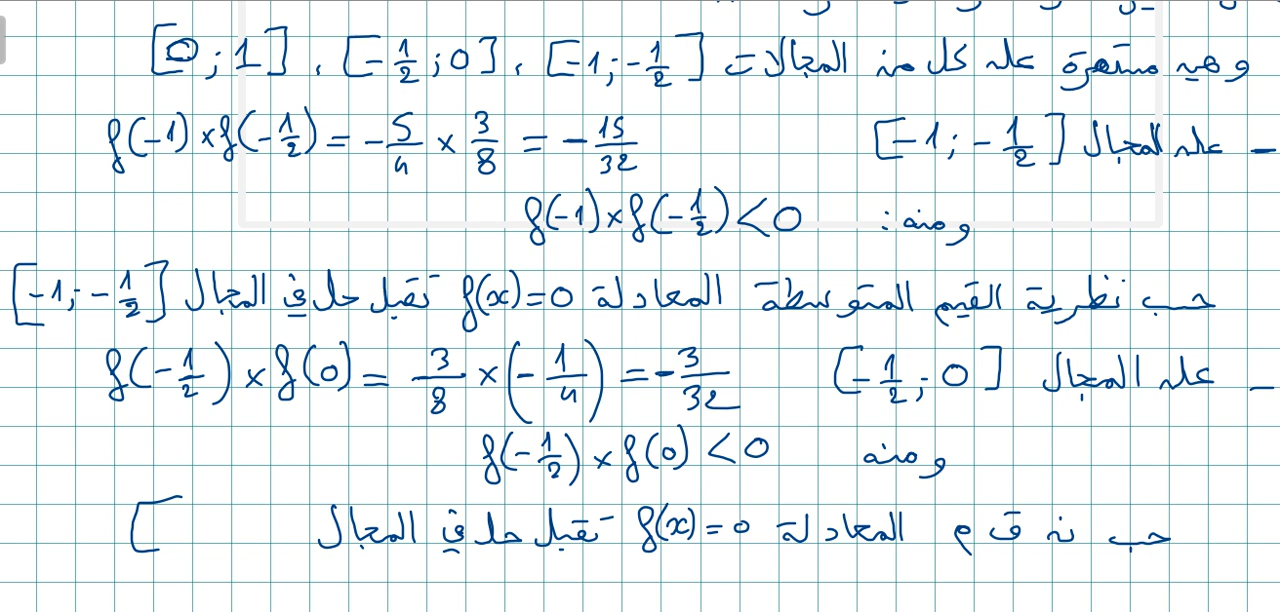 وهي مستمرة على كل من المجالات [-1; -1/2] ، [-1/2; 0] ، [0; 1]
- على المجال [-1; -1/2] f(-1)×f(-1/2) = -5/4 × 3/8 = -15/32
ومنه: f(-1)×f(-1/2) < 0
حسب نظرية القيم المتوسطة المعادلة f(x)=0 تقبل حلا في المجال [-1; -1/2]
- على المجال [-1/2; 0] f(-1/2)×f(0) = 3/8 × (-1/4) = -3/32
ومنه f(-1/2)×f(0) < 0
حسب نه ق م المعادلة f(x)=0 تقبل حلا في المجال [